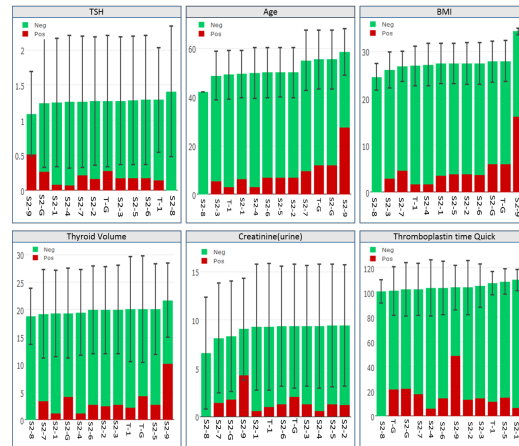 TSH
Neg
Pos
2
1.5
1
0.5
0
S2-9
S2-G
S2-1
S2-4
S2-7
S2-2
T-G
S2-3
S2-5
S2-6
T-1
S2-8
Age
Neg
Pos
60
40
20
0
S2-8
S2-3
T-1
S2-6
S2-4
S2-1
S2-5
S2-2
S2-7
T-G
S2-G
S2-9
BMI
Neg
Pos
30
20
10
0
S2-8
S2-3
S2-7
T-1
S2-4
S2-1
S2-5
S2-2
S2-6
S2-G
T-G
S2-9
Thyroid Volume
Neg
Pos
30
25
20
15
10
5
0
S2-8
S2-7
S2-1
S2-G
S2-4
S2-6
S2-2
S2-3
T-1
T-G
S2-5
S2-9
Creatinine(urine)
Neg
Pos
15
10
5
0
S2-8
S2-7
S2-G
S2-9
S2-4
T-1
S2-6
T-G
S2-3
S2-5
S2-2
Thromboplastin time Quick
Neg
Pos
120
100
80
60
40
20
0
S2-8
T-G
S2-G
S2-7
S2-4
S2-9
S2-2
T-1